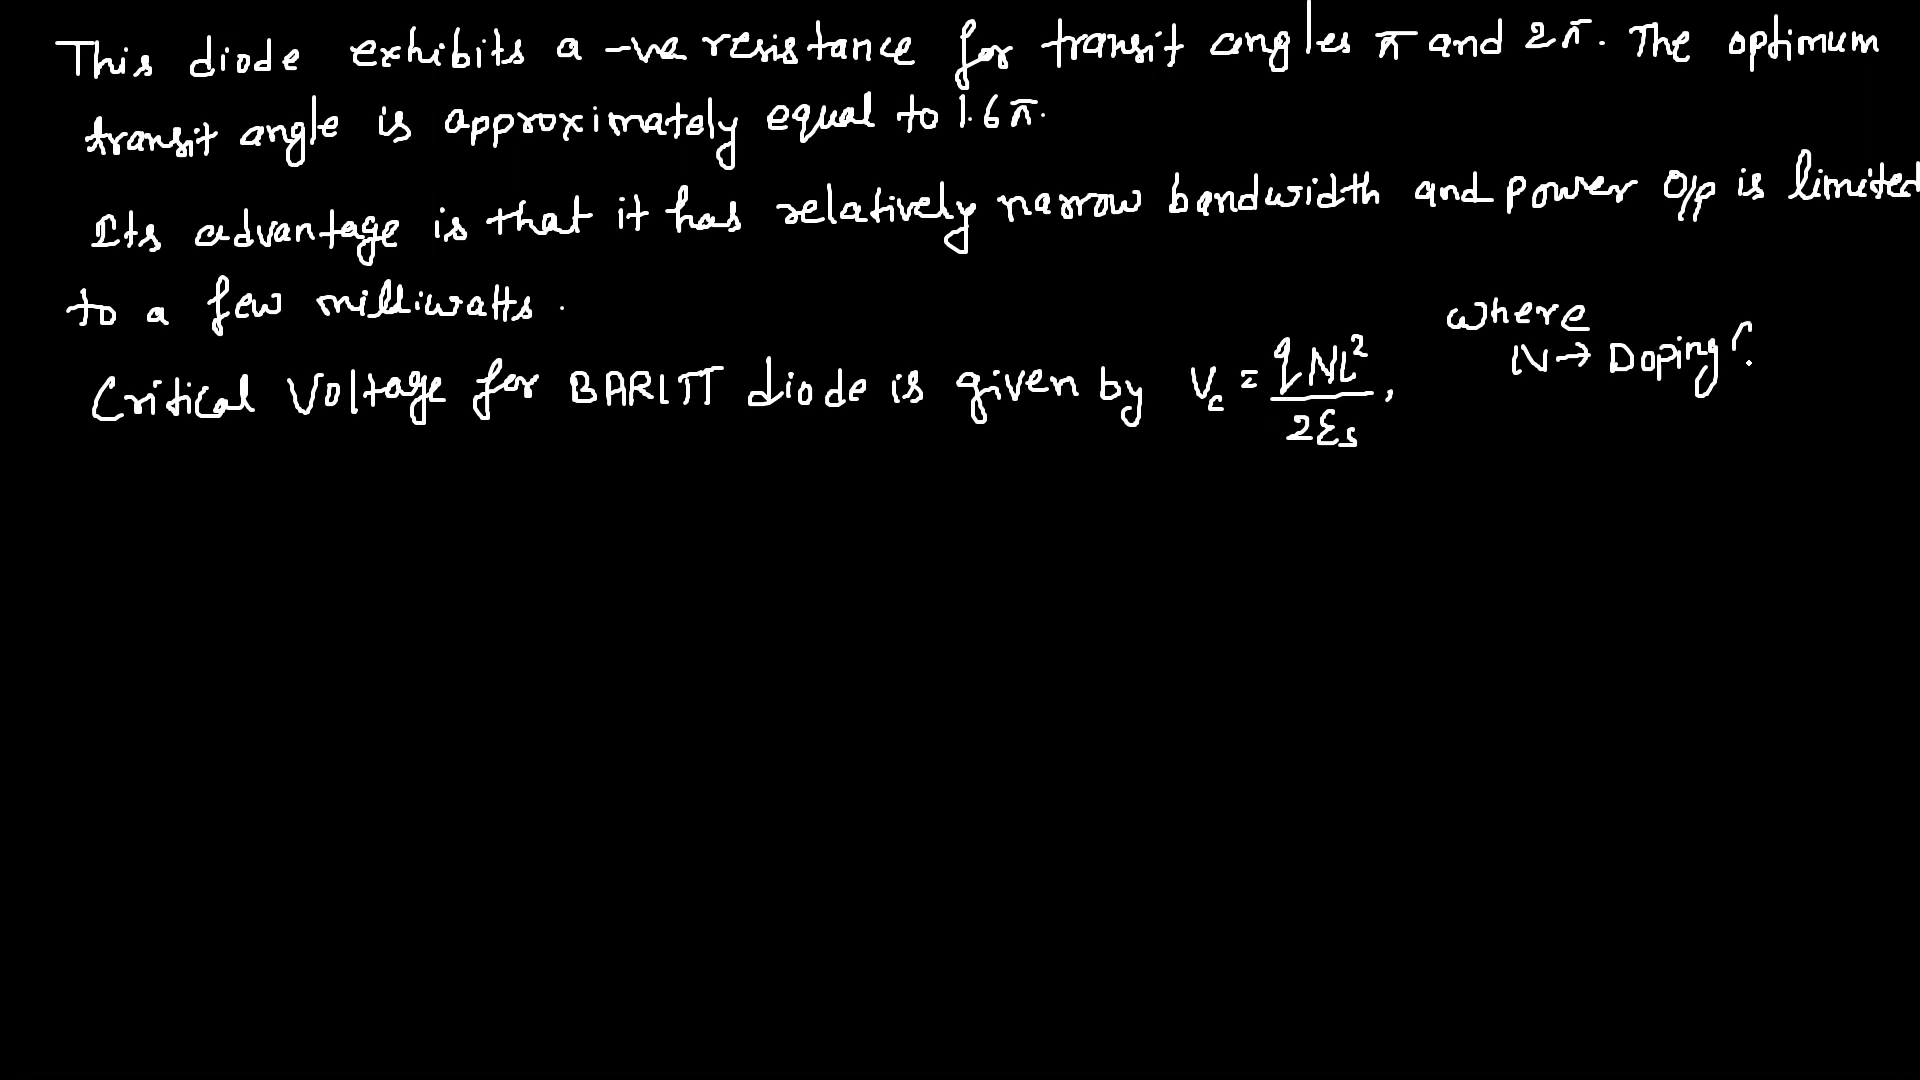 This diode exhibits a -ve resistance for transit angles π and 2π. The optimum
transit angle is approximately equal to 1.6π.
Its advantage is that it has relatively narrow bandwidth and power o/p is limited
to a few milliwatts.
Critical Voltage for BARITT diode is given by V_c = qNL²/2ε_s, where
N → Doping